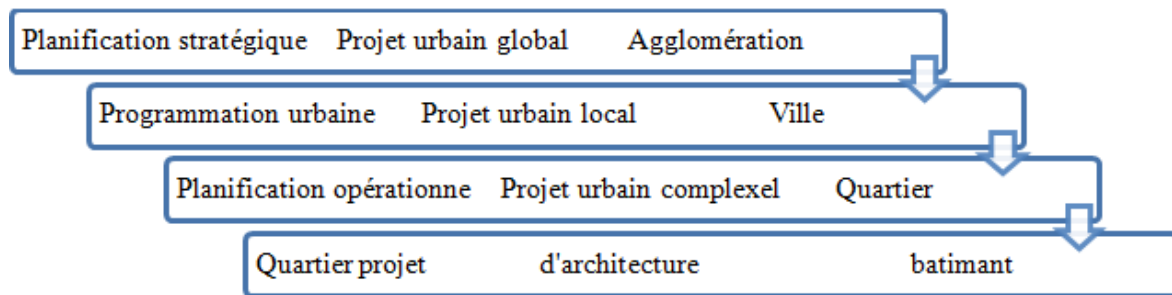 Planification stratégique Projet urbain global Agglomération
Programmation urbaine Projet urbain local Ville
Planification opérationne Projet urbain complexel Quartier
Quartier projet d'architecture batimant